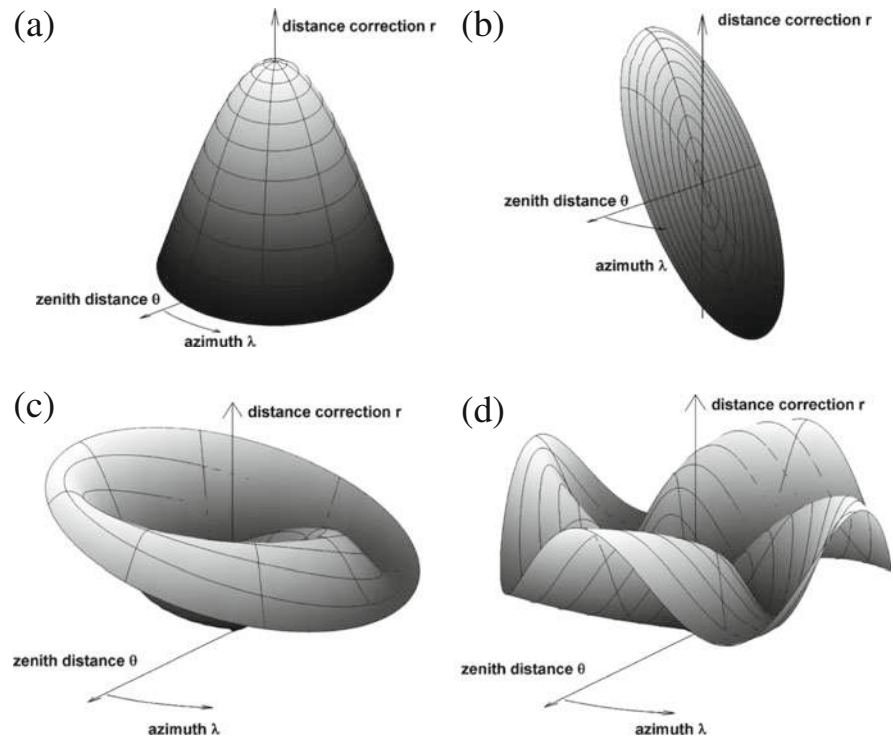 (a)
distance correction r
zenith distance θ
azimuth λ
(b)
distance correction r
zenith distance θ
azimuth λ
(c)
distance correction r
zenith distance θ
azimuth λ
(d)
distance correction r
zenith distance θ
azimuth λ